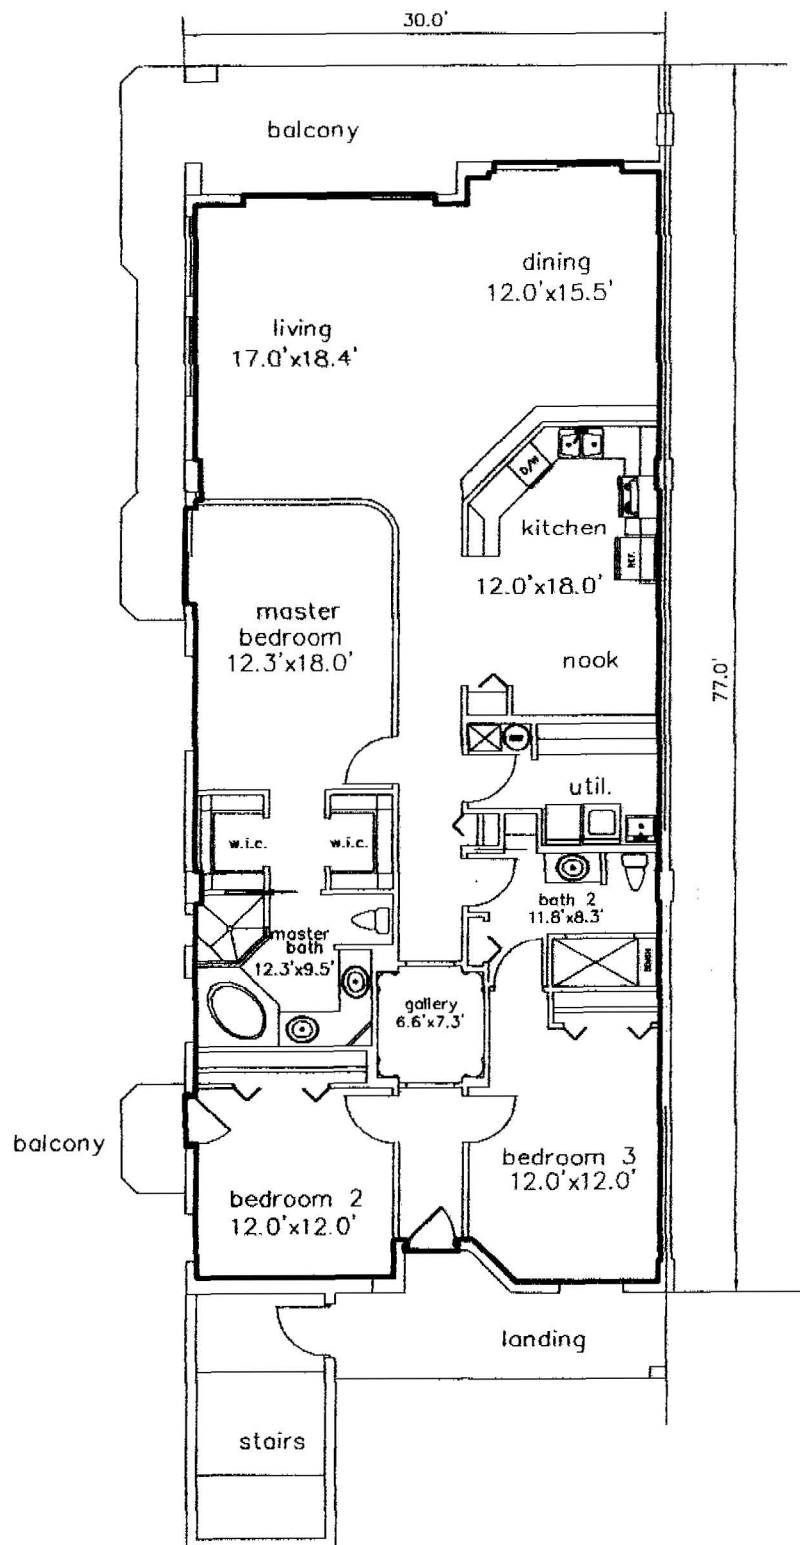 30.0'
balcony
dining
12.0'x15.5'
living
17.0'x18.4'
D/W
kitchen
REF.
12.0'x18.0'
master
bedroom
12.3'x18.0'
nook
77.0'
util.
w.i.c.
w.i.c.
bath 2
11.8'x8.3'
master
bath
12.3'x9.5'
BENCH
gallery
6.6'x7.3'
balcony
bedroom 3
12.0'x12.0'
bedroom 2
12.0'x12.0'
landing
stairs